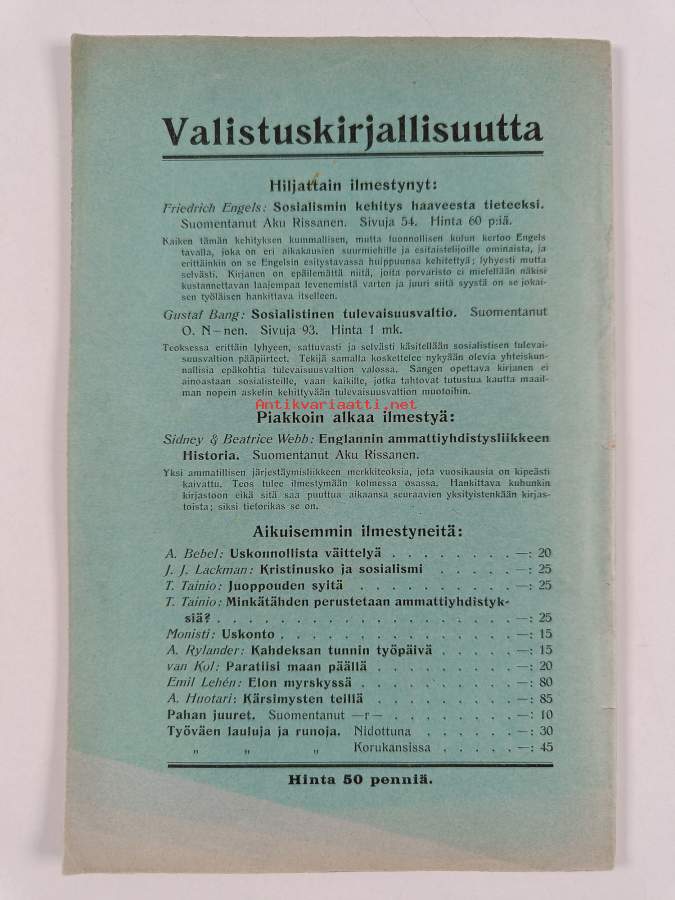 Valistuskirjallisuutta
Hiljattain ilmestynyt:
Friedrich Engels: Sosialismin kehitys haaveesta tieteeksi.
Suomentanut Aku Rissanen. Sivuja 54. Hinta 60 p:iä.
Kaiken tämän kehityksen kummallisen, mutta luonnollisen kulun kertoo Engels
tavalla, joka on eri aikakausien suurmiehille ja esitaistelijoille ominaista, ja
erittäinkin on se Engelsin esitystavassa huippuunsa kehitettyä; lyhyesti mutta
selvästi. Kirjanen on epäilemättä niitä, joita porvaristo ei mielellään näkisi
kustannettavan laajempaa levenemistä varten ja juuri siitä syystä on se jokai-
sen työläisen hankittava itselleen.
Gustaf Bang: Sosialistinen tulevaisuusvaltio. Suomentanut
O. N—nen. Sivuja 93. Hinta 1 mk.
Teoksessa erittäin lyhyeen, sattuvasti ja selvästi käsitellään sosialistisen tulevai-
suusvaltion pääpiirteet. Tekijä samalla koskettelee nykyään olevia yhteiskun-
nallisia epäkohtia tulevaisuusvaltion valossa. Sangen opettava kirjanen ei
ainoastaan sosialisteille, vaan kaikille, jotka tahtovat tutustua kautta maail-
man nopein askelin kehittyvään tulevaisuusvaltion muotoihin.
Antikvariaatti.net
Piakkoin alkaa ilmestyä:
Sidney & Beatrice Webb: Englannin ammattiyhdistysliikkeen
Historia. Suomentanut Aku Rissanen.
Yksi ammatillisen järjestäymisliikkeen merkkiteoksia, jota vuosikausia on kipeästi
kaivattu. Teos tulee ilmestymään kolmessa osassa. Hankittava kuhunkin
kirjastoon eikä sitä saa puuttua aikaansa seuraavien yksityistenkään kirjas-
toista; siksi tietorikas se on.
Aikuisemmin ilmestyneitä:
A. Bebel: Uskonnollista väittelyä . . . . . . . . —: 20
J. J. Lackman: Kristinusko ja sosialismi . . . . . —: 25
T. Tainio: Juoppouden syitä . . . . . . . . . . —: 25
T. Tainio: Minkätähden perustetaan ammattiyhdistyk-
siä? . . . . . . . . . . . . . . . . . —: 25
Monisti: Uskonto . . . . . . . . . . . . . . —: 15
A. Rylander: Kahdeksan tunnin työpäivä . . . . . —: 15
van Kol: Paratiisi maan päällä . . . . . . . . . —: 20
Emil Lehén: Elon myrskyssä . . . . . . . . . . —: 80
A. Huotari: Kärsimysten teillä . . . . . . . . . —: 85
Pahan juuret. Suomentanut —r— . . . . . . . . —: 10
Työväen lauluja ja runoja. Nidottuna . . . . . . —: 30
„ „ „ Korukansissa . . . . . —: 45
Hinta 50 penniä.